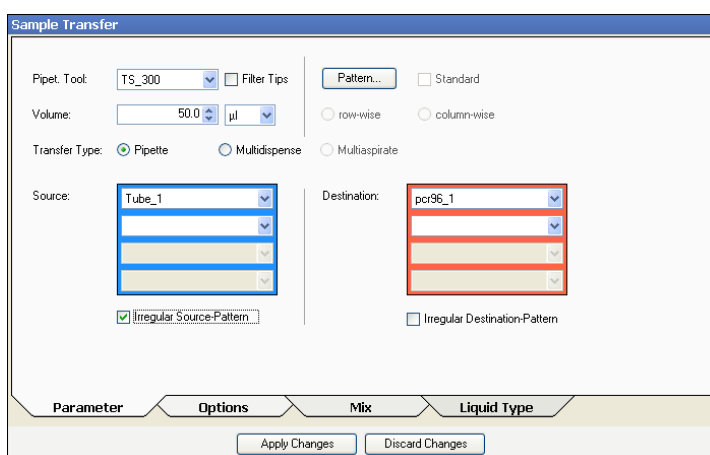 Sample Transfer
Pipet. Tool: TS_300 Filter Tips Pattern... Standard
Volume: 50.0 µl row-wise column-wise
Transfer Type: Pipette Multidispense Multiaspirate
Source: Tube_1 Destination: pcr96_1
Irregular Source-Pattern Irregular Destination-Pattern
Parameter Options Mix Liquid Type
Apply Changes Discard Changes